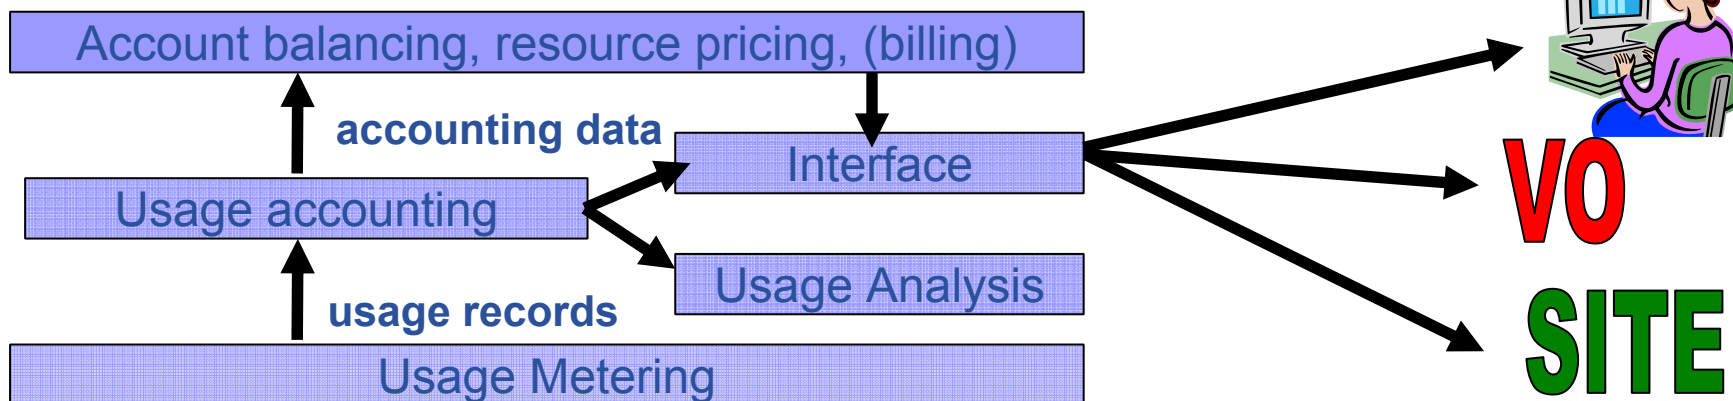 Account balancing, resource pricing, (billing)
accounting data
Interface
VO
Usage accounting
Usage Analysis
usage records
SITE
Usage Metering